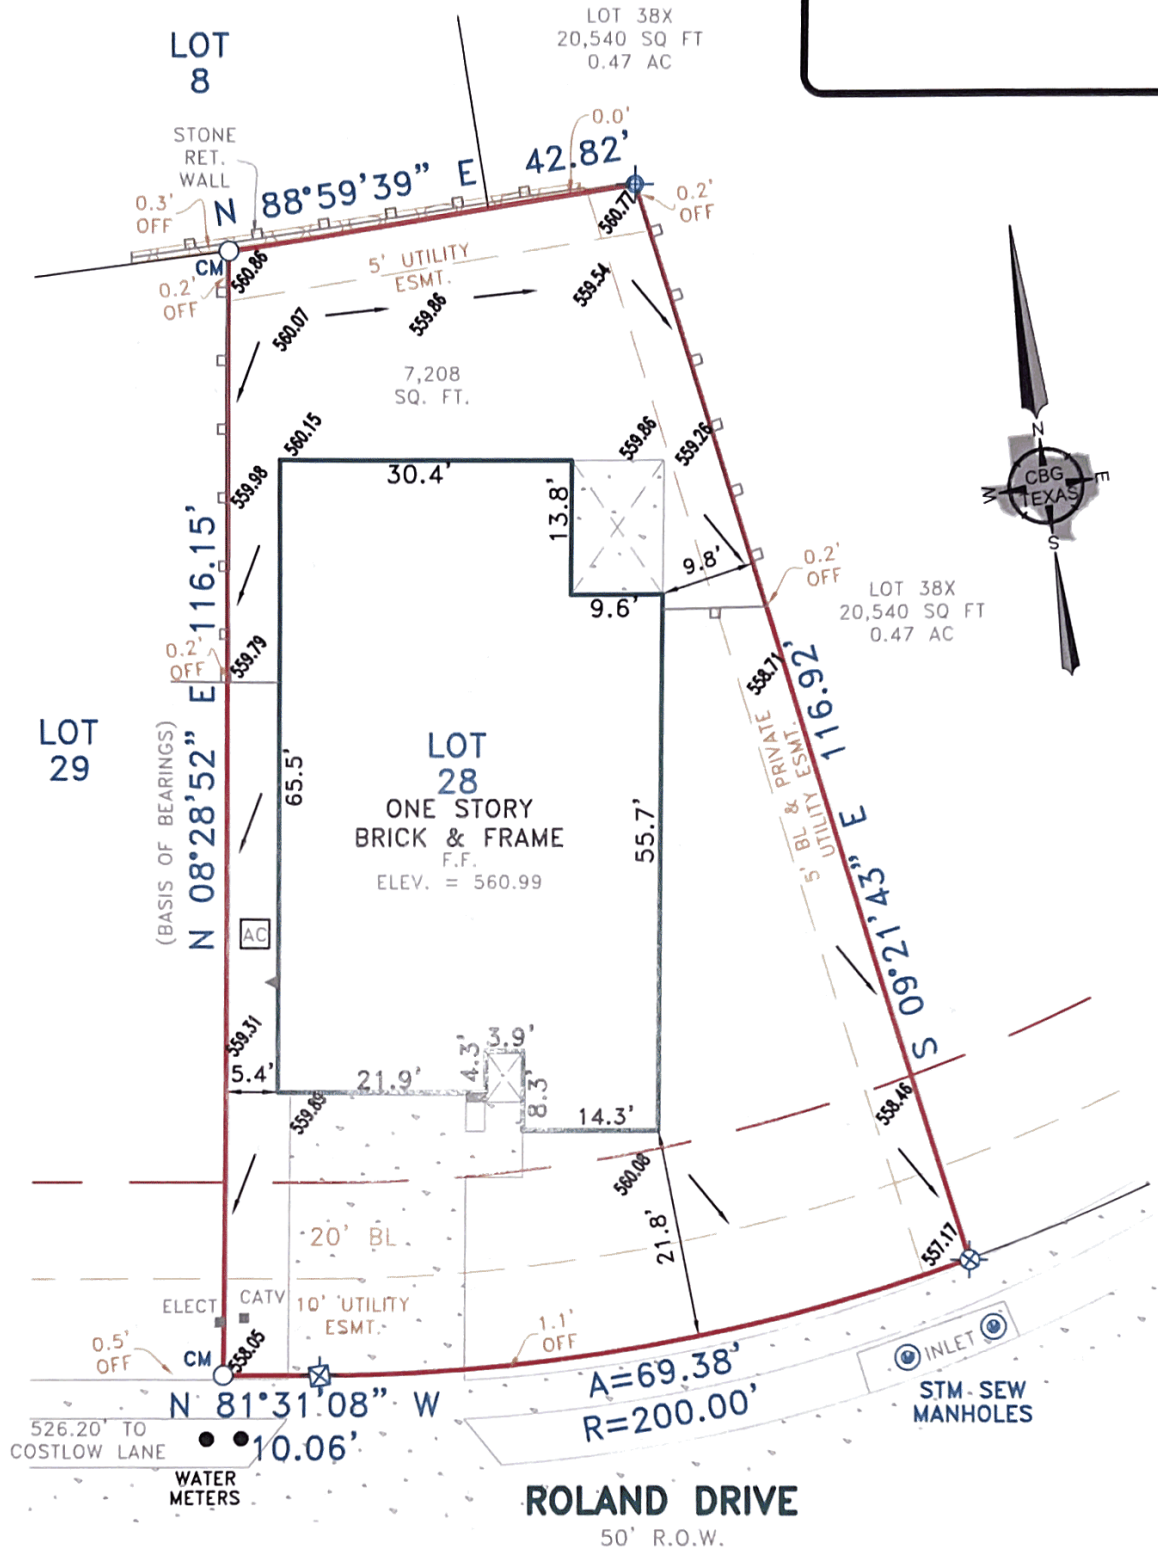 LOT
8
LOT 38X
20,540 SQ FT
0.47 AC
STONE
RET.
WALL
0.0'
N 88°59'39" E 42.82'
0.3'
OFF
0.2'
OFF
560.77
CM
560.86
0.2'
OFF
5' UTILITY
ESMT.
559.54
560.07
559.86
7,208
SQ. FT.
560.15
559.86
559.26
30.4'
559.98
13.8'
N
E
S
W
CBG
TEXAS
9.8'
0.2'
OFF
9.6'
LOT 38X
20,540 SQ FT
0.47 AC
0.2'
OFF
559.79
558.71
N 08°28'52" E 116.15'
(BASIS OF BEARINGS)
LOT
29
65.5'
LOT
28
ONE STORY
BRICK & FRAME
F.F.
ELEV. = 560.99
55.7'
5' BL & PRIVATE
UTILITY ESMT.
S 09°21'43" E 116.92'
AC
559.31
5.4'
21.9'
4.3'
3.9'
8.3'
14.3'
559.89
558.46
560.08
21.8'
557.17
20' BL
ELECT
CATV
10' UTILITY
ESMT.
0.5'
OFF
CM
558.05
1.1'
OFF
INLET
STM SEW
MANHOLES
A=69.38'
R=200.00'
N 81°31'08" W
10.06'
526.20' TO
COSTLOW LANE
WATER
METERS
ROLAND DRIVE
50' R.O.W.